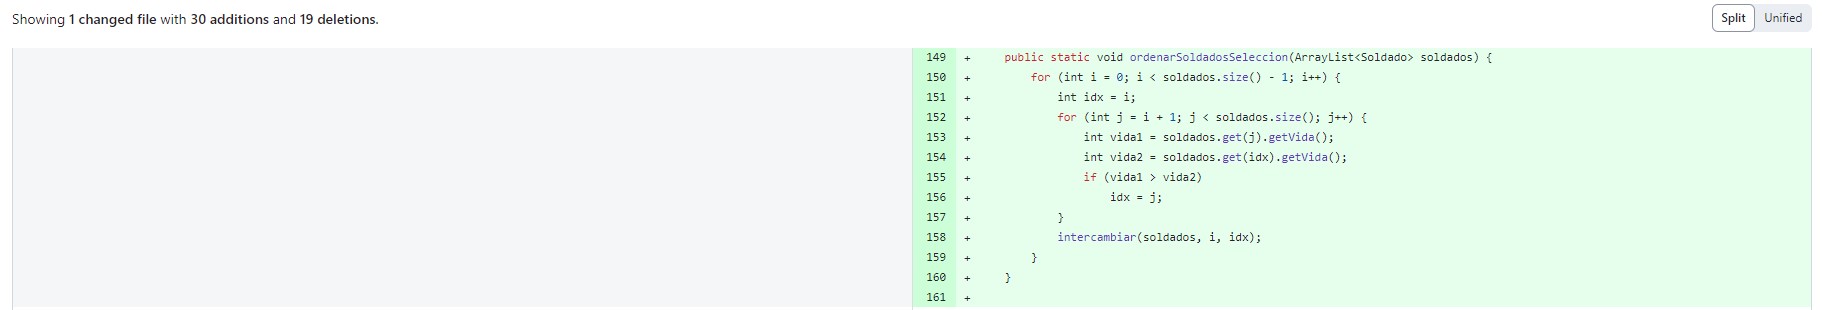 Showing 1 changed file with 30 additions and 19 deletions.
Split Unified
149 + public static void ordenarSoldadosSeleccion(ArrayList<Soldado> soldados) {
150 + for (int i = 0; i < soldados.size() - 1; i++) {
151 + int idx = i;
152 + for (int j = i + 1; j < soldados.size(); j++) {
153 + int vida1 = soldados.get(j).getVida();
154 + int vida2 = soldados.get(idx).getVida();
155 + if (vida1 > vida2)
156 + idx = j;
157 + }
158 + intercambiar(soldados, i, idx);
159 + }
160 + }
161 +